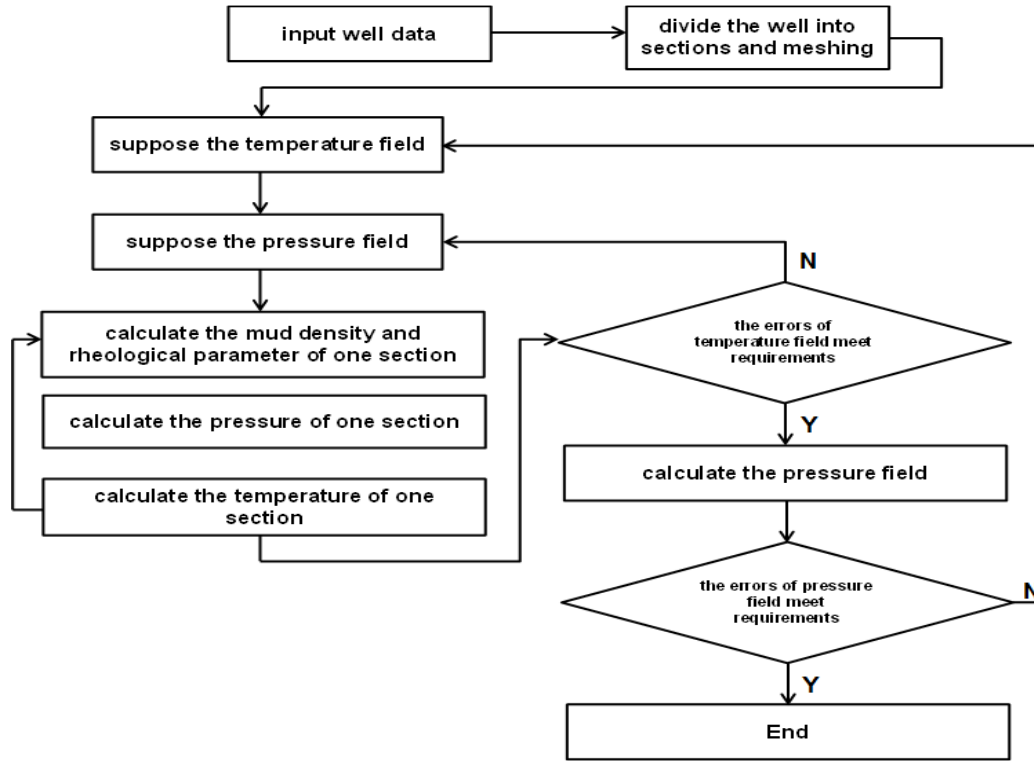 input well data
divide the well into
sections and meshing
suppose the temperature field
suppose the pressure field
calculate the mud density and
rheological parameter of one section
calculate the pressure of one section
calculate the temperature of one
section
N
the errors of
temperature field meet
requirements
Y
calculate the pressure field
the errors of pressure
field meet
requirements
N
Y
End